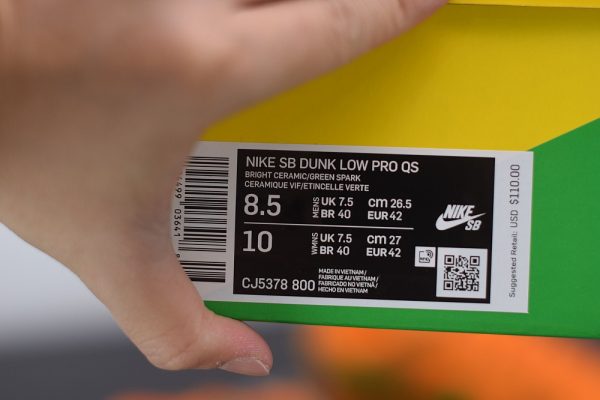 NIKE SB DUNK LOW PRO QS
BRIGHT CERAMIC/GREEN SPARK
CERAMIQUE VIF/ETINCELLE VERTE
8.5 MENS UK 7.5 cm 26.5
BR 40 EUR 42
10 WMNS UK 7.5 cm 27
BR 40 EUR 42
CJ5378 800
MADE IN VIETNAM/
FABRIQUE AU VIETNAM/
FABRICADO NO VIETNÃ/
HECHO EN VIETNAM
NIKE
SB
Suggested Retail: USD $110.00
03641